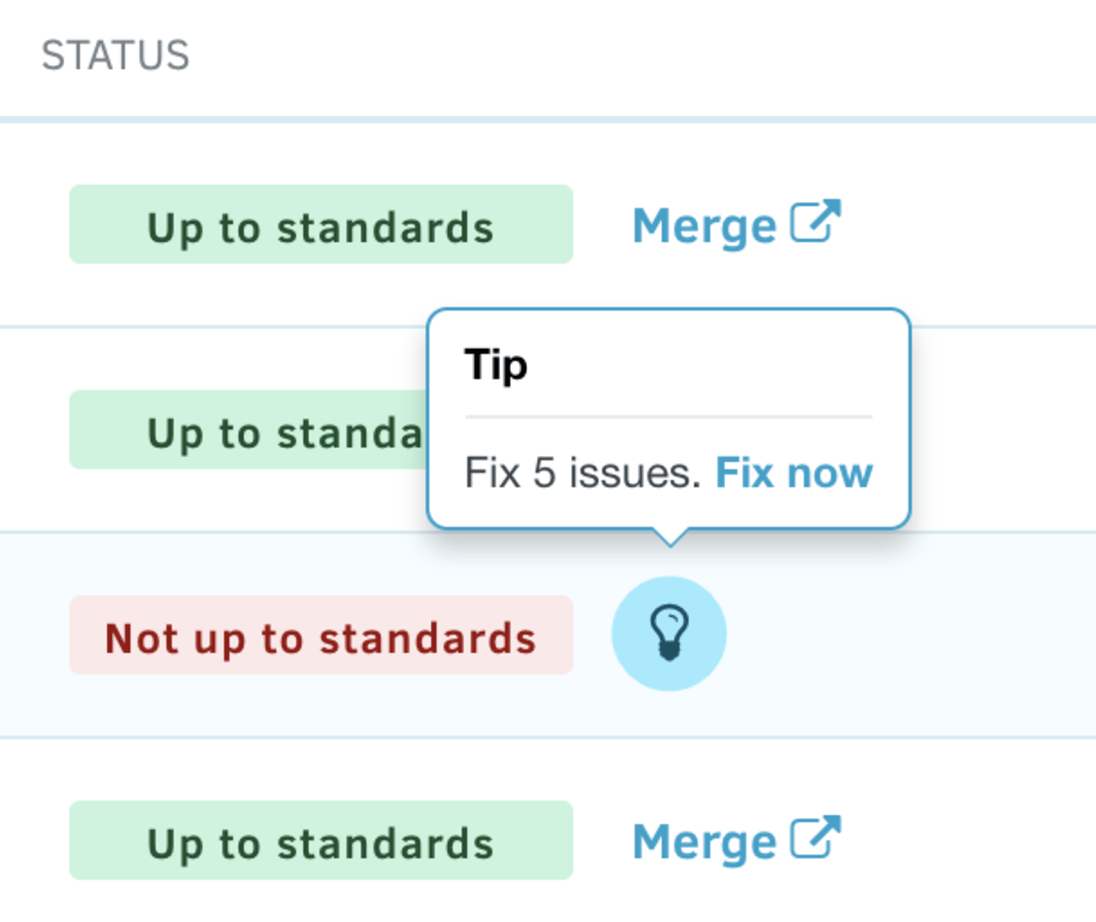 STATUS
Up to standards Merge
Tip
Up to standa
Fix 5 issues. Fix now
Not up to standards
Up to standards Merge